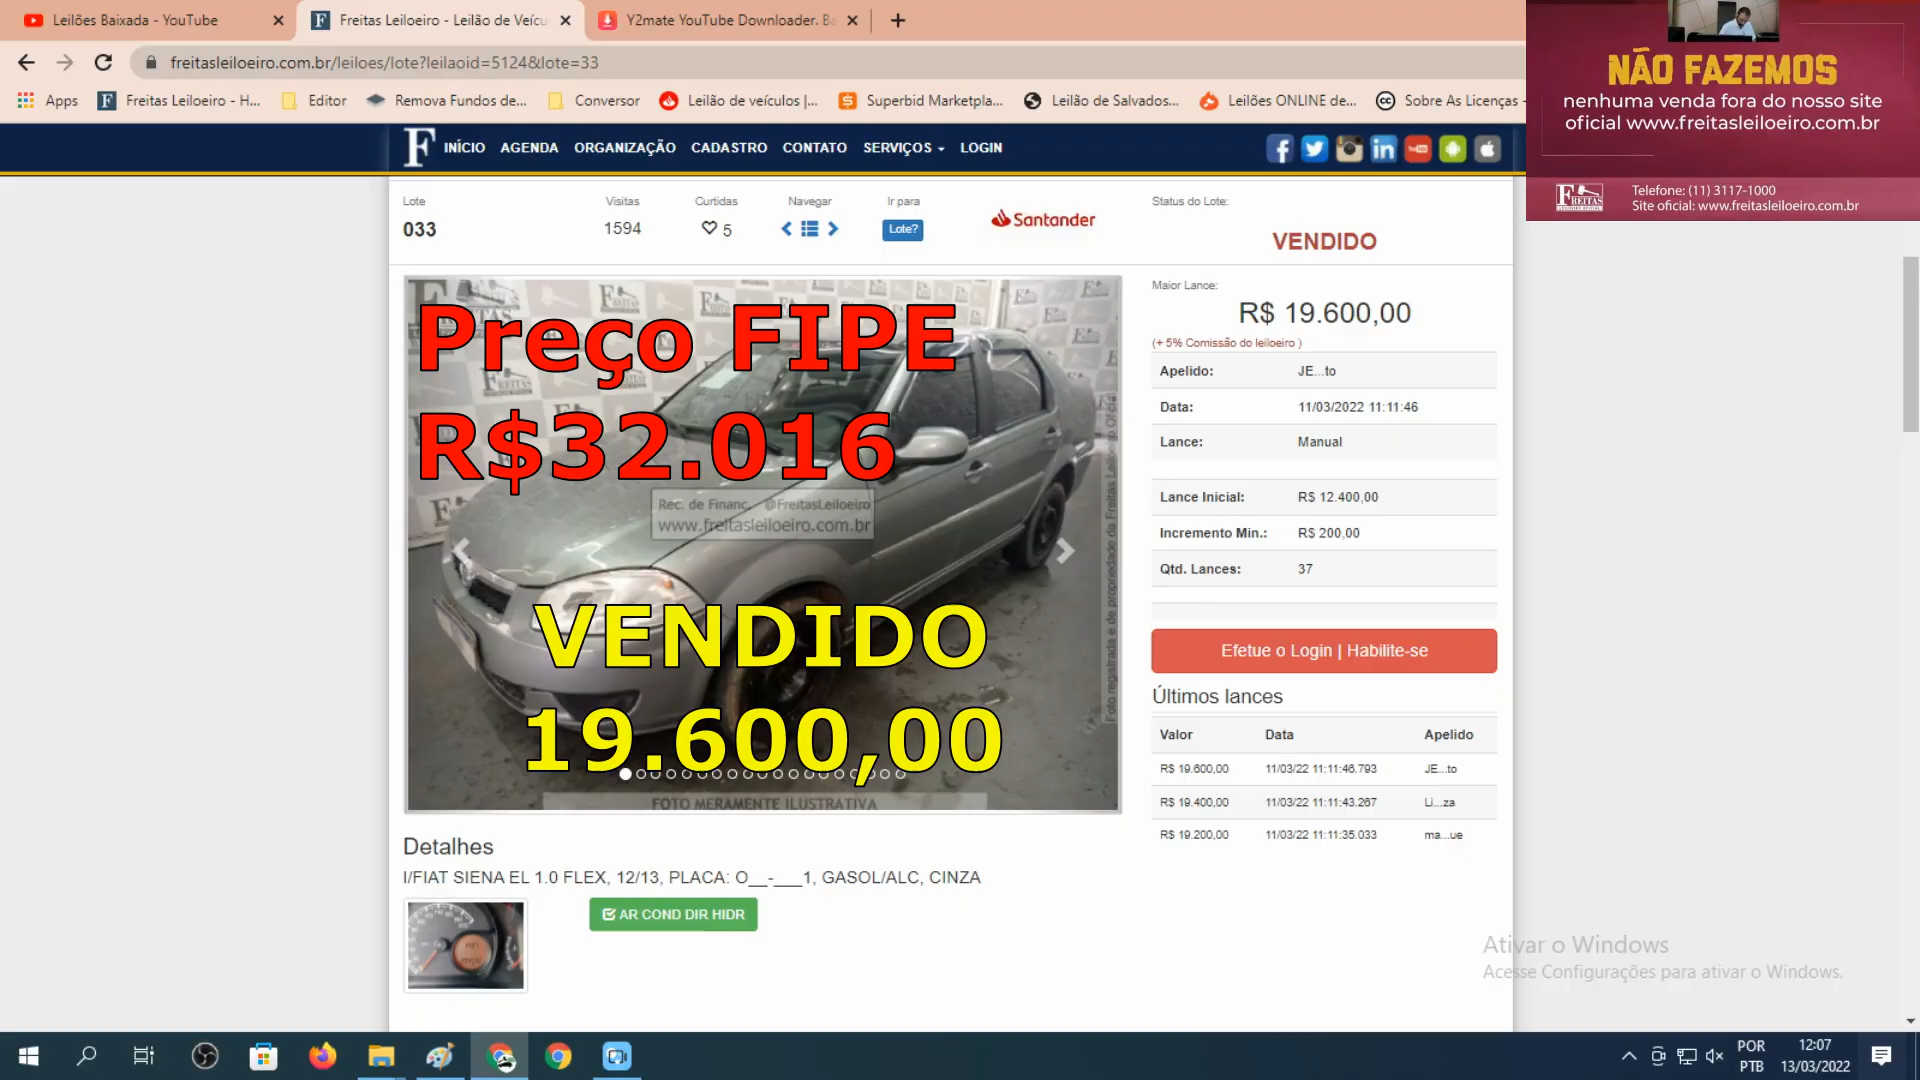 Leilões Baixada - YouTube
Freitas Leiloeiro - Leilão de Veícu
Y2mate YouTube Downloader. Ba
freitasleiloeiro.com.br/leiloes/lote?leilaoid=5124&lote=33
Apps
Freitas Leiloeiro - H...
Editor
Remova Fundos de...
Conversor
Leilão de veículos |...
Superbid Marketpla...
Leilão de Salvados...
Leilões ONLINE de...
Sobre As Licenças -
NÃO FAZEMOS
nenhuma venda fora do nosso site
oficial www.freitasleiloeiro.com.br
FREITAS
Telefone: (11) 3117-1000
Site oficial: www.freitasleiloeiro.com.br
F INÍCIO AGENDA ORGANIZAÇÃO CADASTRO CONTATO SERVIÇOS LOGIN
Lote
Visitas
Curtidas
Navegar
Ir para
Santander
Status do Lote:
033
1594
5
Lote?
VENDIDO
Preço FIPE
R$32.016
Rec. de Financ. @FreitasLeiloeiro
www.freitasleiloeiro.com.br
VENDIDO
19.600,00
FOTO MERAMENTE ILUSTRATIVA
Foto registrada e de propriedade da Freitas Leiloeiro Oficial
Maior Lance:
R$ 19.600,00
(+ 5% Comissão do leiloeiro )
Apelido: JE...to
Data: 11/03/2022 11:11:46
Lance: Manual
Lance Inicial: R$ 12.400,00
Incremento Min.: R$ 200,00
Qtd. Lances: 37
Efetue o Login | Habilite-se
Últimos lances
Valor Data Apelido
R$ 19.600,00 11/03/22 11:11:46.793 JE...to
R$ 19.400,00 11/03/22 11:11:43.267 Li...za
R$ 19.200,00 11/03/22 11:11:35.033 ma...ue
Detalhes
I/FIAT SIENA EL 1.0 FLEX, 12/13, PLACA: O__-___1, GASOL/ALC, CINZA
AR COND DIR HIDR
Ativar o Windows
Acesse Configurações para ativar o Windows.
POR
PTB
12:07
13/03/2022